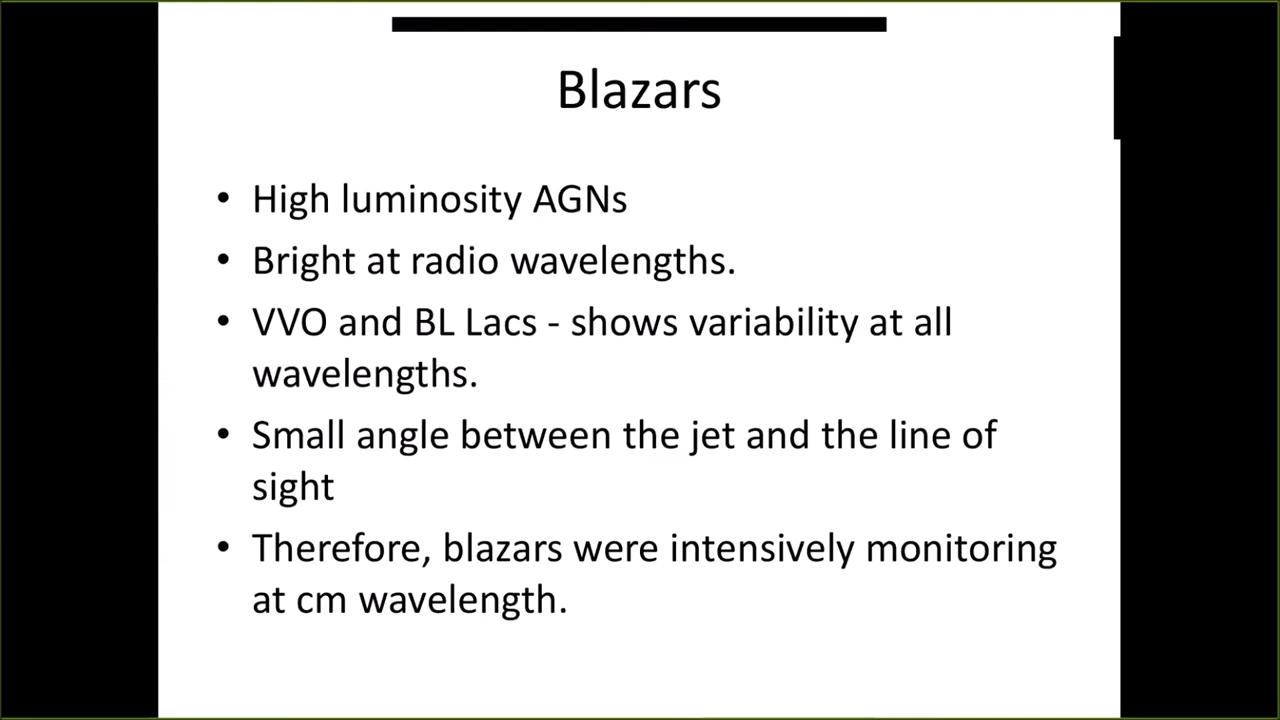 Blazars
• High luminosity AGNs
• Bright at radio wavelengths.
• VVO and BL Lacs - shows variability at all
wavelengths.
• Small angle between the jet and the line of
sight
• Therefore, blazars were intensively monitoring
at cm wavelength.